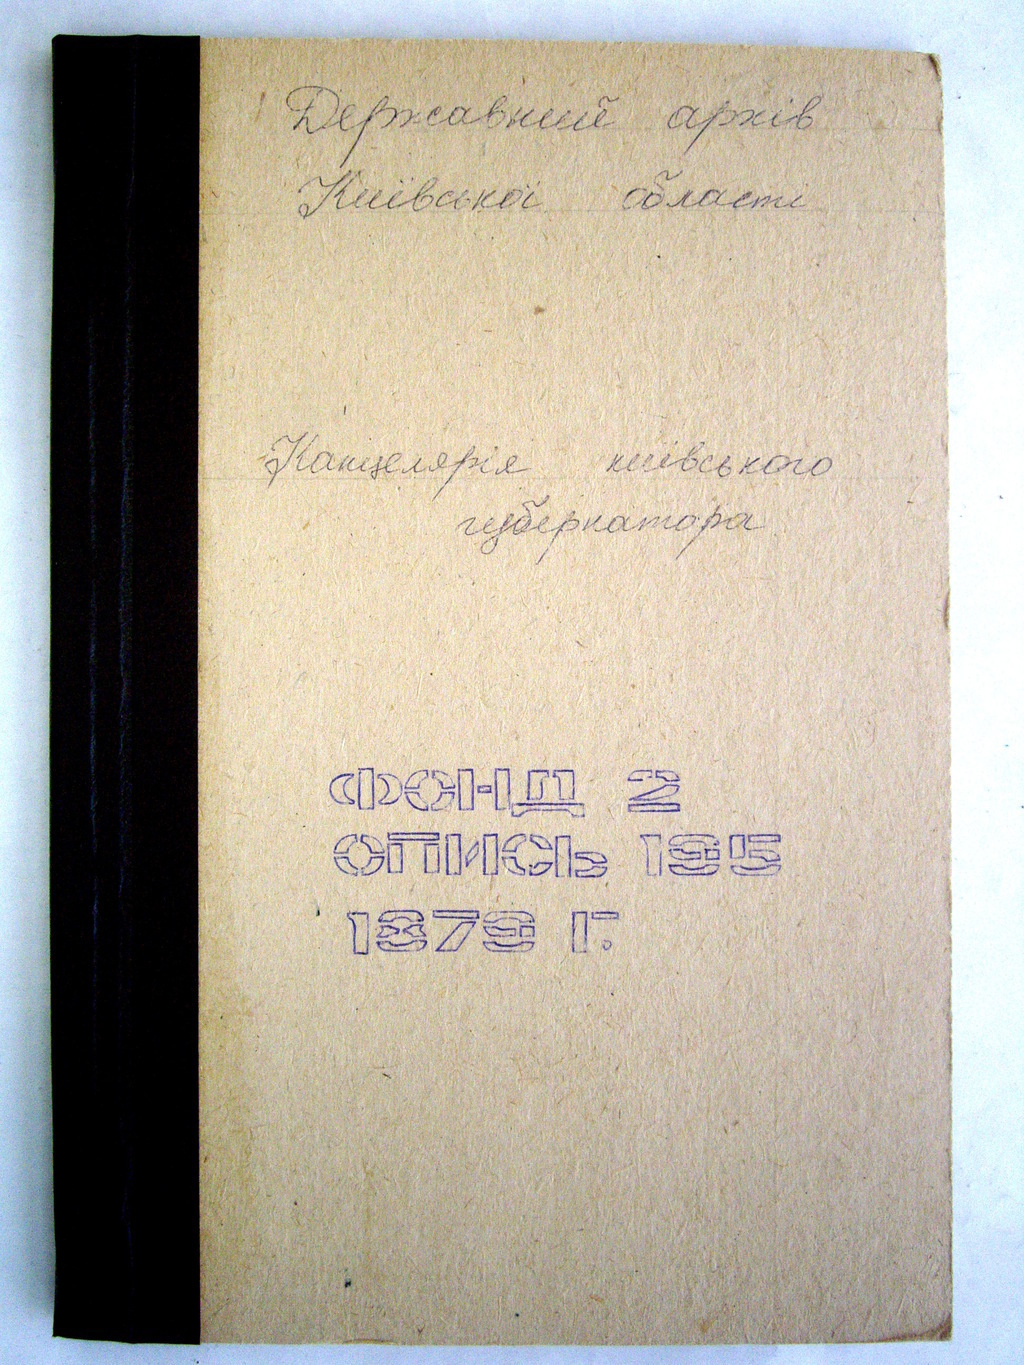 Державний архів
Київської області
Канцелярія київського
губернатора
ФОНД 2
ОПИСЬ 195
1879 Г.